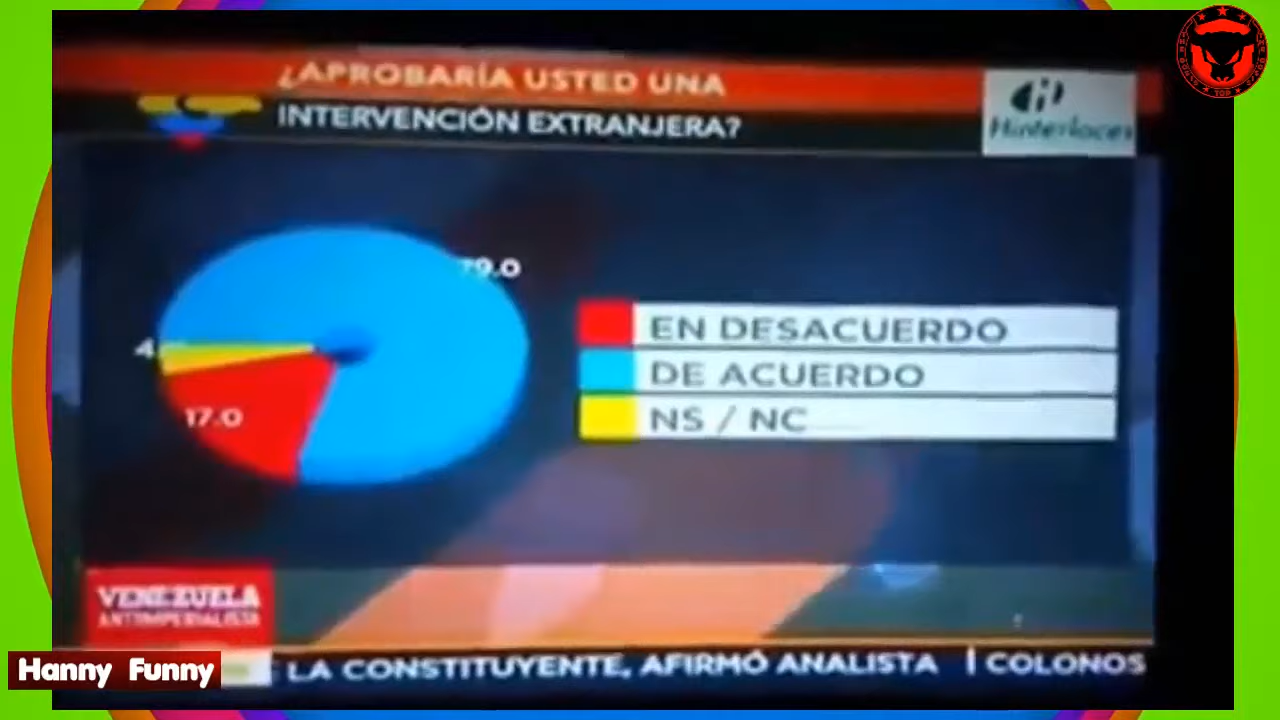 ¿APROBARÍA USTED UNA
INTERVENCIÓN EXTRANJERA?
Hinterlaces
79.0
4
17.0
EN DESACUERDO
DE ACUERDO
NS / NC
VENEZUELA
ANTIIMPERIALISTA
LA CONSTITUYENTE, AFIRMÓ ANALISTA | COLONOS
Hanny Funny